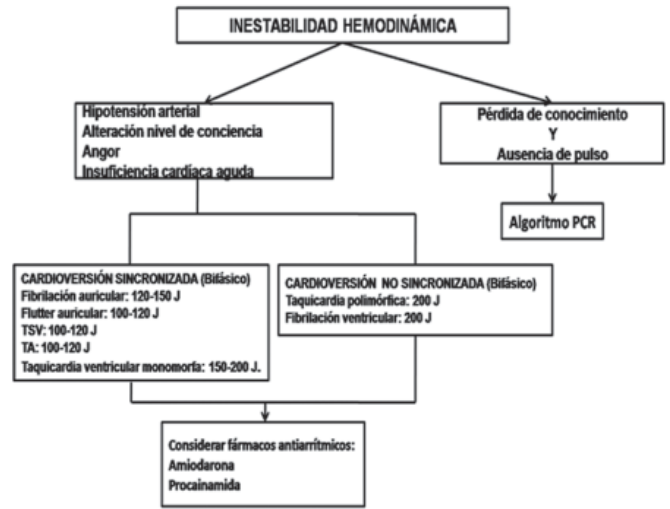 INESTABILIDAD HEMODINÁMICA
Hipotensión arterial
Alteración nivel de conciencia
Angor
Insuficiencia cardíaca aguda
Pérdida de conocimiento
Y
Ausencia de pulso
Algoritmo PCR
CARDIOVERSIÓN SINCRONIZADA (Bifásico)
Fibrilación auricular: 120-150 J
Flutter auricular: 100-120 J
TSV: 100-120 J
TA: 100-120 J
Taquicardia ventricular monomorfa: 150-200 J.
CARDIOVERSIÓN NO SINCRONIZADA (Bifásico)
Taquicardia polimórfica: 200 J
Fibrilación ventricular: 200 J
Considerar fármacos antiarrítmicos:
Amiodarona
Procainamida